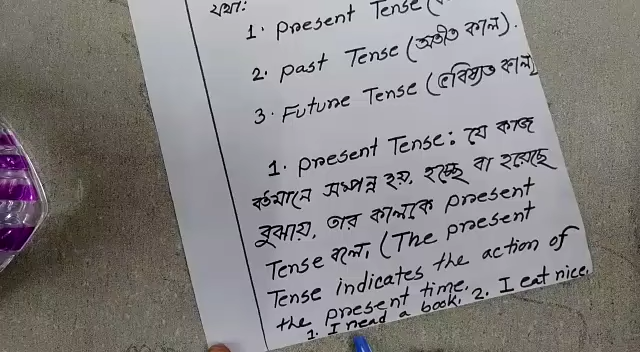 যথা:
1. Present Tense (
2. Past Tense (অতীত কাল).
3. Future Tense (ভবিষ্যত কাল)
1. Present Tense: যে কাজ
বর্তমানে সম্পন্ন হয়, হচ্ছে বা হয়েছে
বুঝায়, তার কালকে Present
Tense বলে. (The present
Tense indicates the action of
the present time.
1. I read a book. 2. I eat rice.